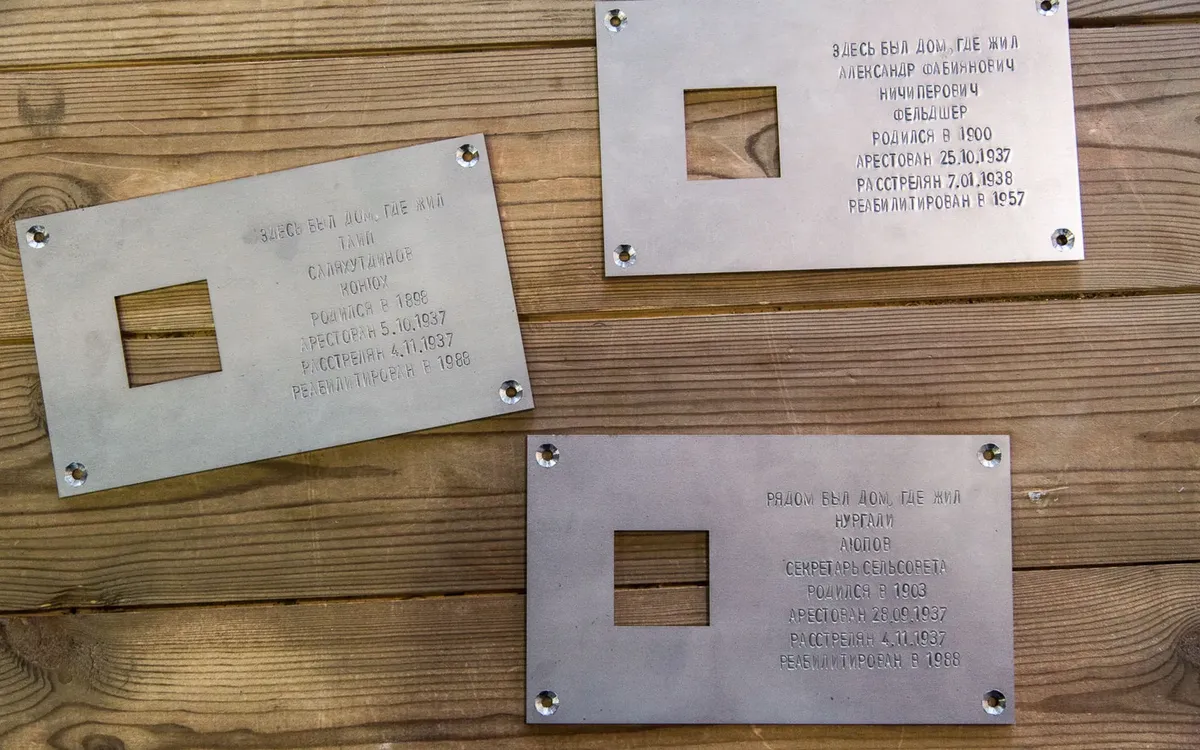 ЗДЕСЬ БЫЛ ДОМ, ГДЕ ЖИЛ
ТАИП
САЛЯХУТДИНОВ
КОНЮХ
РОДИЛСЯ В 1898
АРЕСТОВАН 5.10.1937
РАССТРЕЛЯН 4.11.1937
РЕАБИЛИТИРОВАН В 1988
ЗДЕСЬ БЫЛ ДОМ, ГДЕ ЖИЛ
АЛЕКСАНДР ФАБИЯНОВИЧ
НИЧИПЕРОВИЧ
ФЕЛЬДШЕР
РОДИЛСЯ В 1900
АРЕСТОВАН 25.10.1937
РАССТРЕЛЯН 7.01.1938
РЕАБИЛИТИРОВАН В 1957
РЯДОМ БЫЛ ДОМ, ГДЕ ЖИЛ
НУРГАЛИ
АЮПОВ
СЕКРЕТАРЬ СЕЛЬСОВЕТА
РОДИЛСЯ В 1903
АРЕСТОВАН 28.09.1937
РАССТРЕЛЯН 4.11.1937
РЕАБИЛИТИРОВАН В 1988